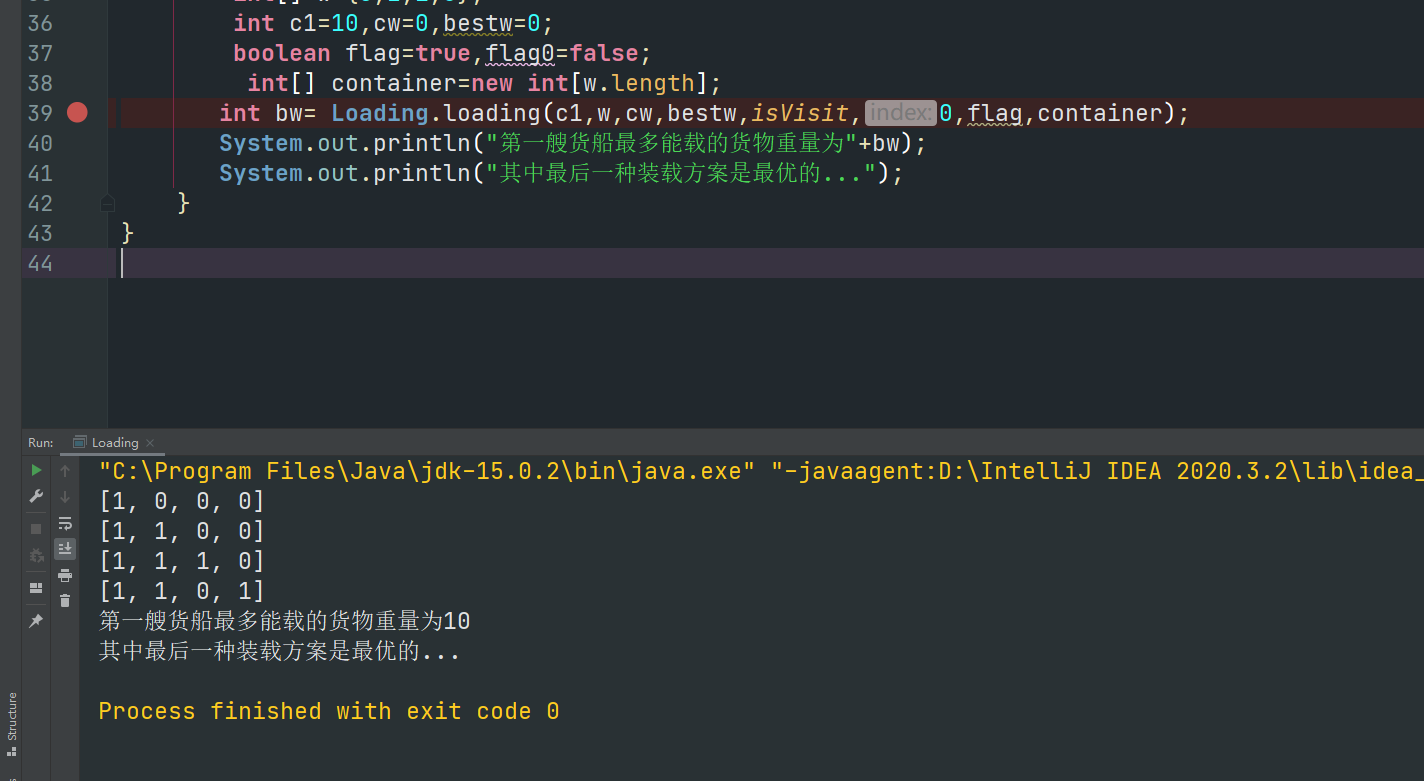 36 int c1=10,cw=0,bestw=0;
37 boolean flag=true,flag0=false;
38 int[] container=new int[w.length];
39 int bw= Loading.loading(c1,w,cw,bestw,isVisit,index:0,flag,container);
40 System.out.println("第一艘货船最多能载的货物重量为"+bw);
41 System.out.println("其中最后一种装载方案是最优的...");
42 }
43 }
44
Run: Loading ×
"C:\Program Files\Java\jdk-15.0.2\bin\java.exe" "-javaagent:D:\IntelliJ IDEA 2020.3.2\lib\idea_
[1, 0, 0, 0]
[1, 1, 0, 0]
[1, 1, 1, 0]
[1, 1, 0, 1]
第一艘货船最多能载的货物重量为10
其中最后一种装载方案是最优的...
Process finished with exit code 0
Structure